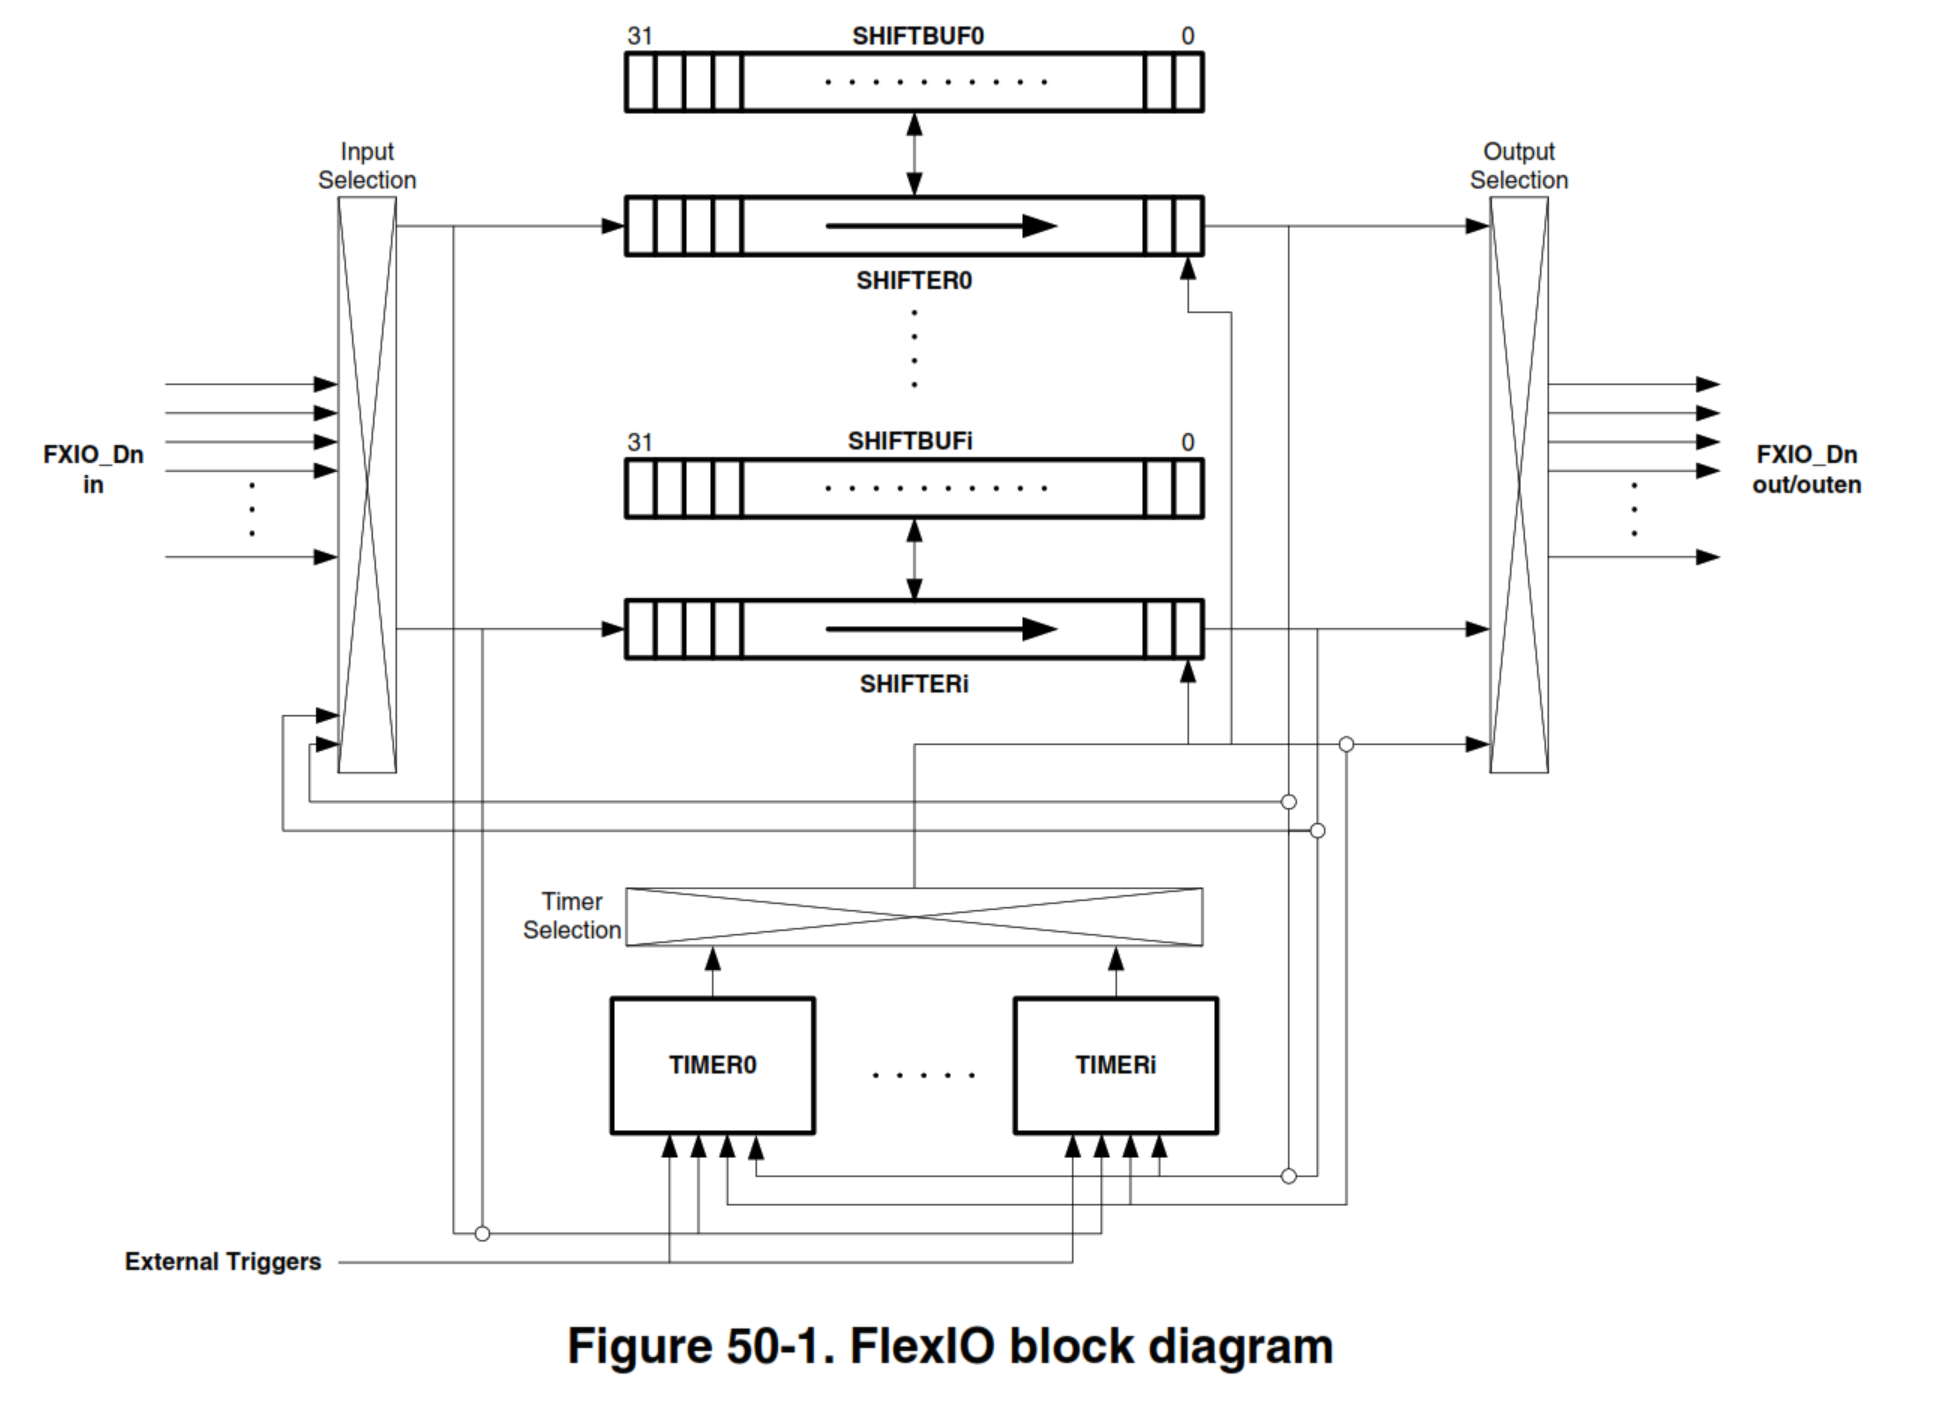 31 SHIFTBUF0 0
Input
Selection
Output
Selection
SHIFTER0
31 SHIFTBUFi 0
FXIO_Dn
in
FXIO_Dn
out/outen
SHIFTERi
Timer
Selection
TIMER0
TIMERi
External Triggers
Figure 50-1. FlexIO block diagram